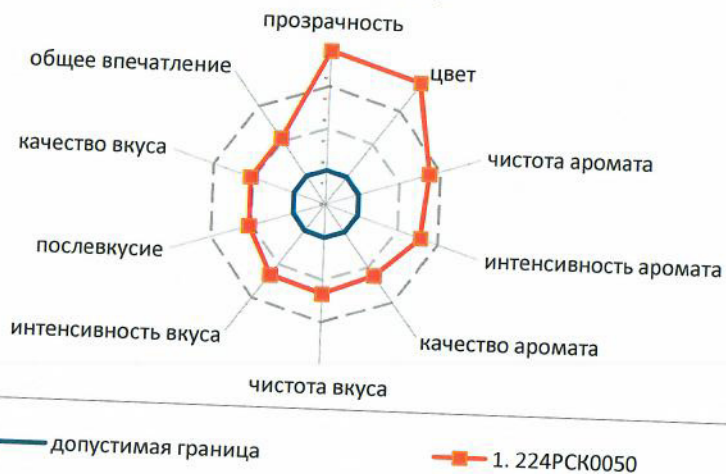 прозрачность
общее впечатление
цвет
качество вкуса
чистота аромата
послевкусие
интенсивность аромата
интенсивность вкуса
качество аромата
чистота вкуса
допустимая граница
1. 224РСК0050